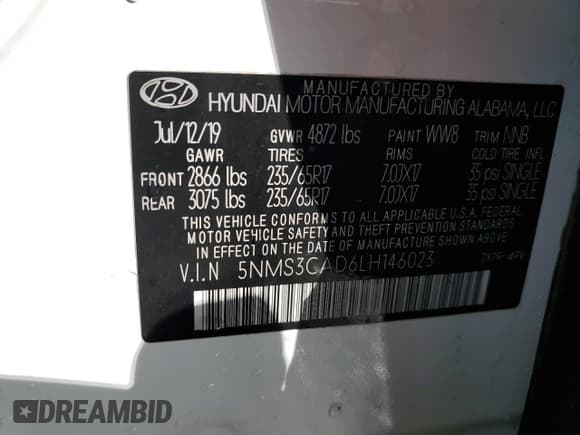 MANUFACTURED BY
HYUNDAI MOTOR MANUFACTURING ALABAMA, LLC
Jul/12/19 GVWR 4872 lbs PAINT WW8 TRIM NNB
GAWR TIRES RIMS COLD TIRE INFL
FRONT 2866 lbs 235/65R17 7.0JX17 35 psi SINGLE
REAR 3075 lbs 235/65R17 7.0JX17 35 psi SINGLE
THIS VEHICLE CONFORMS TO ALL APPLICABLE U.S.A. FEDERAL
MOTOR VEHICLE SAFETY AND THEFT PREVENTION STANDARDS
IN EFFECT ON THE DATE OF MANUFACTURE SHOWN ABOVE.
V.I.N 5NMS3CAD6LH146023 MPV
DREAMBID